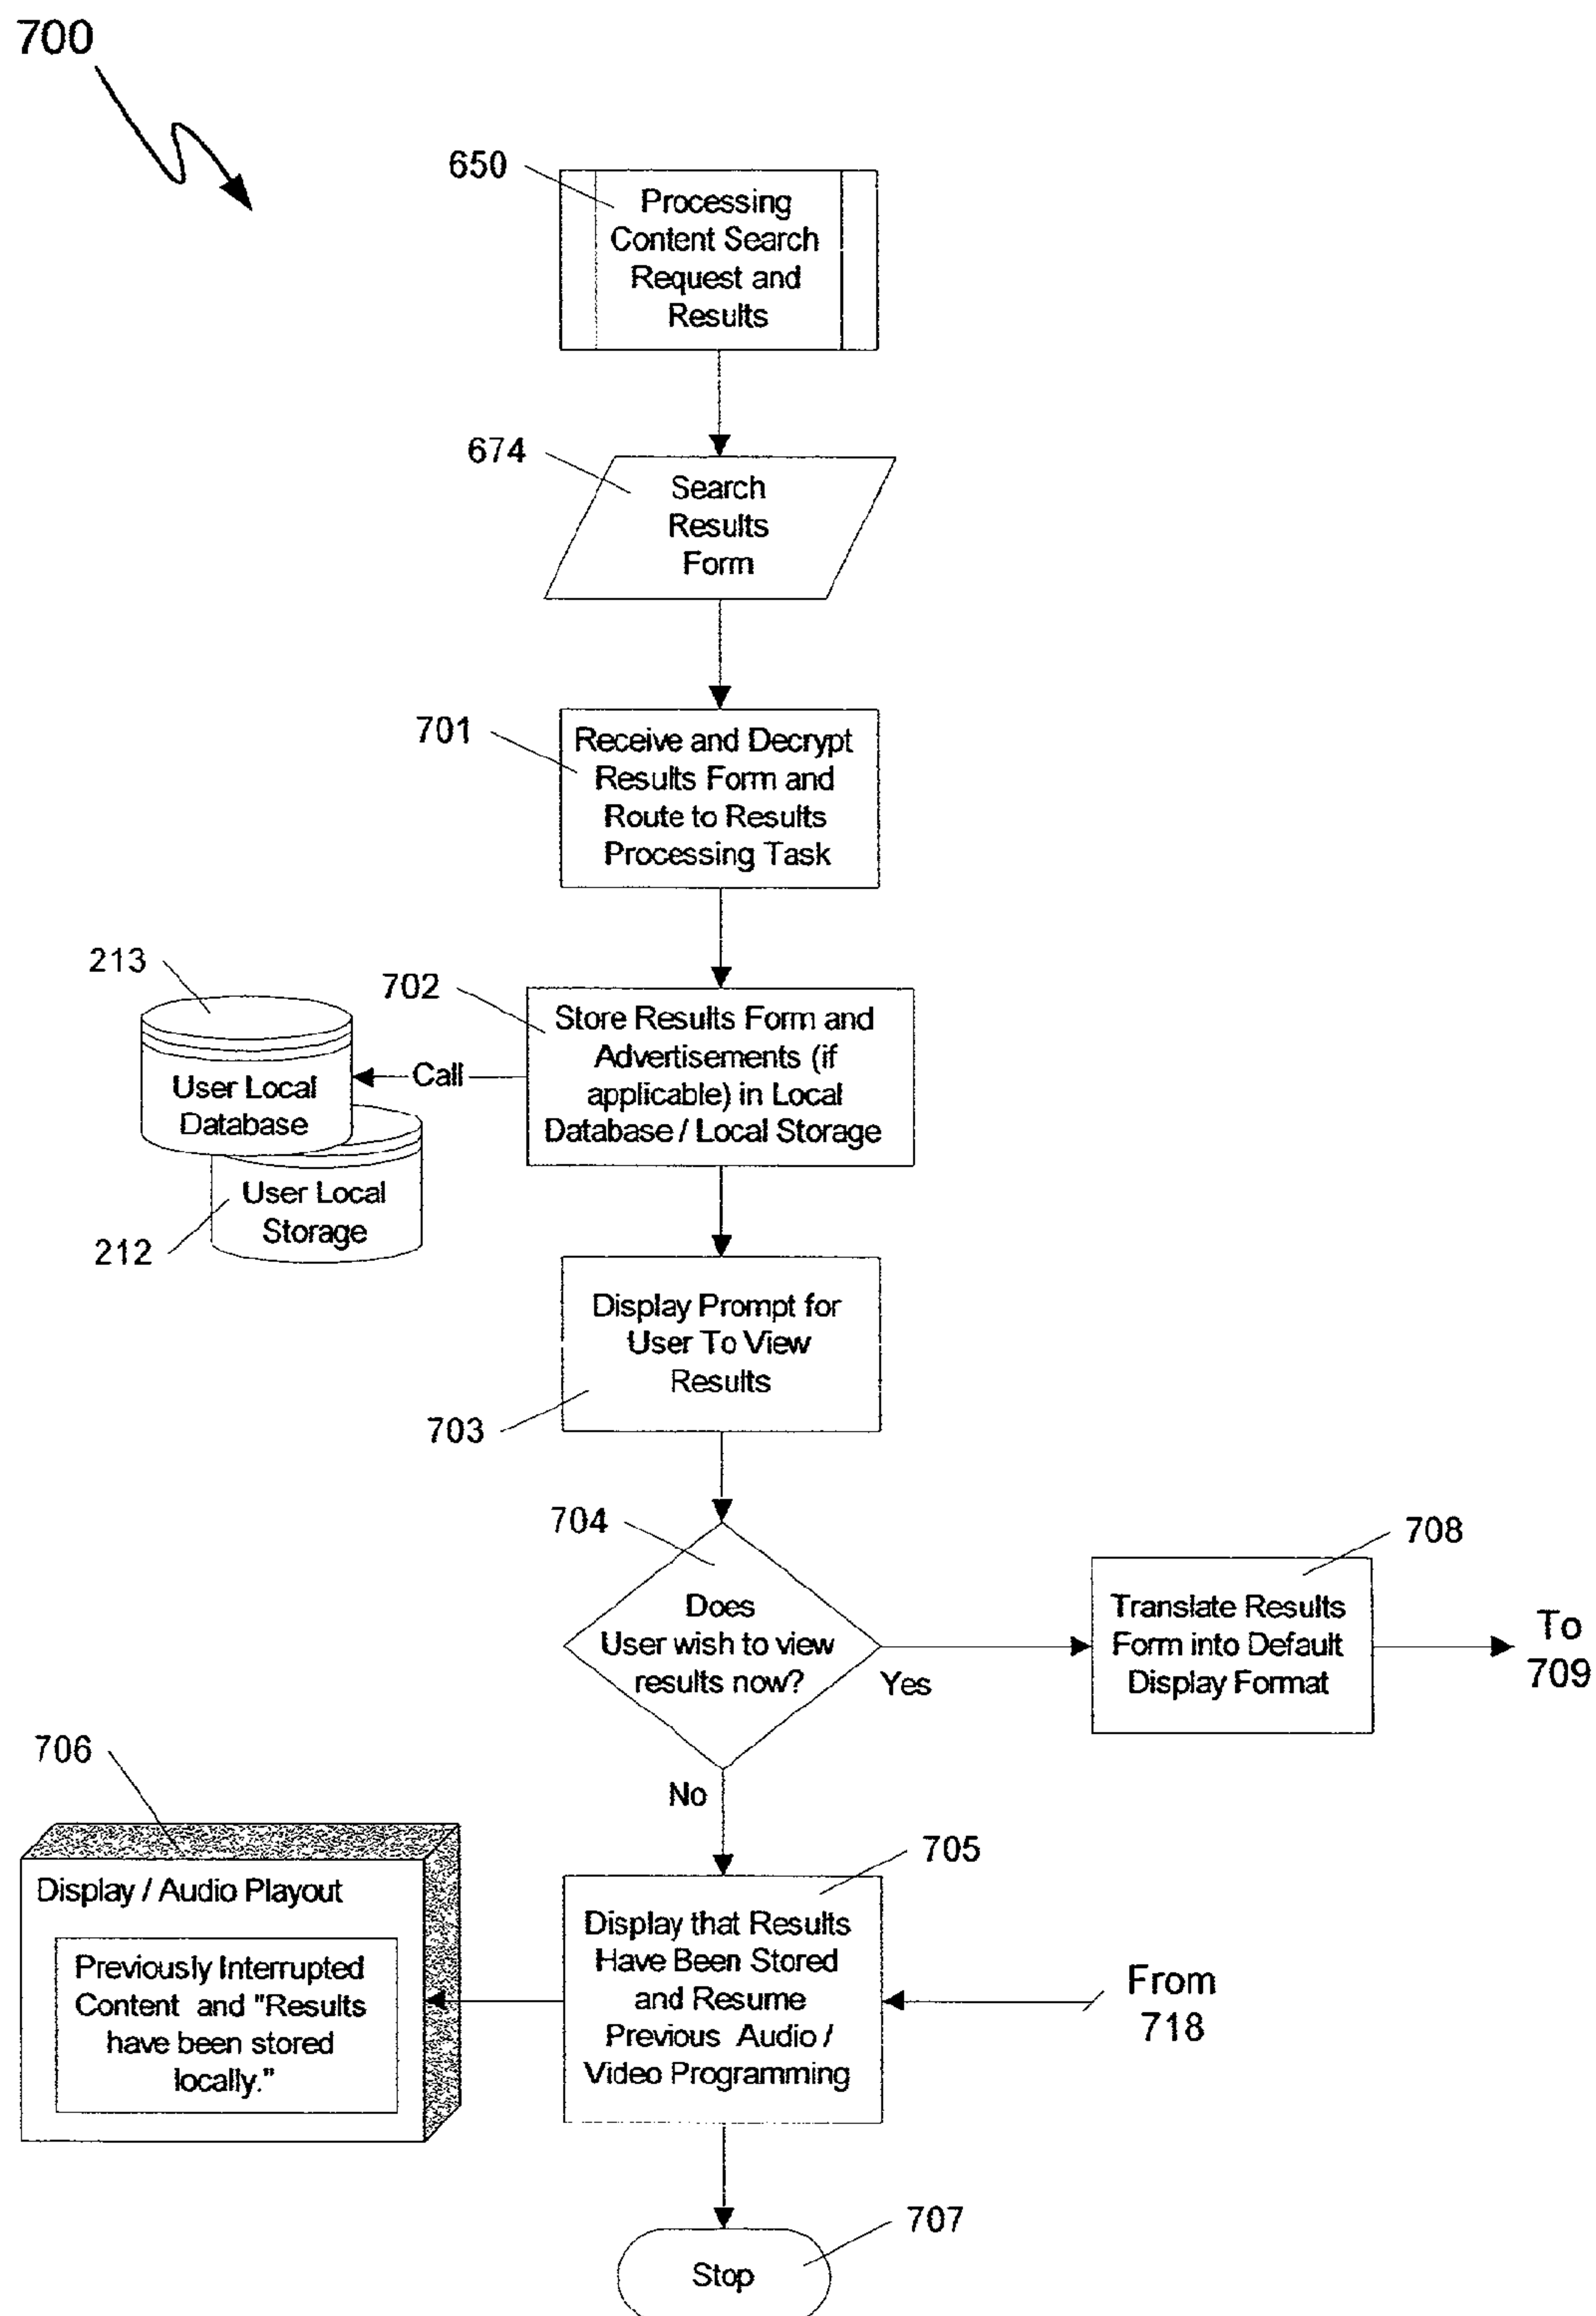 700
650
Processing
Content Search
Request and
Results
674
Search
Results
Form
701
Receive and Decrypt
Results Form and
Route to Results
Processing Task
213
702
Store Results Form and
Advertisements (if
applicable) in Local
Database / Local Storage
Call
User Local
Database
User Local
Storage
212
Display Prompt for
User To View
Results
703
704
Does
User wish to view
results now?
Yes
No
708
Translate Results
Form into Default
Display Format
To
709
706
Display / Audio Playout
Previously Interrupted
Content and "Results
have been stored
locally."
705
Display that Results
Have Been Stored
and Resume
Previous Audio /
Video Programming
From
718
707
Stop